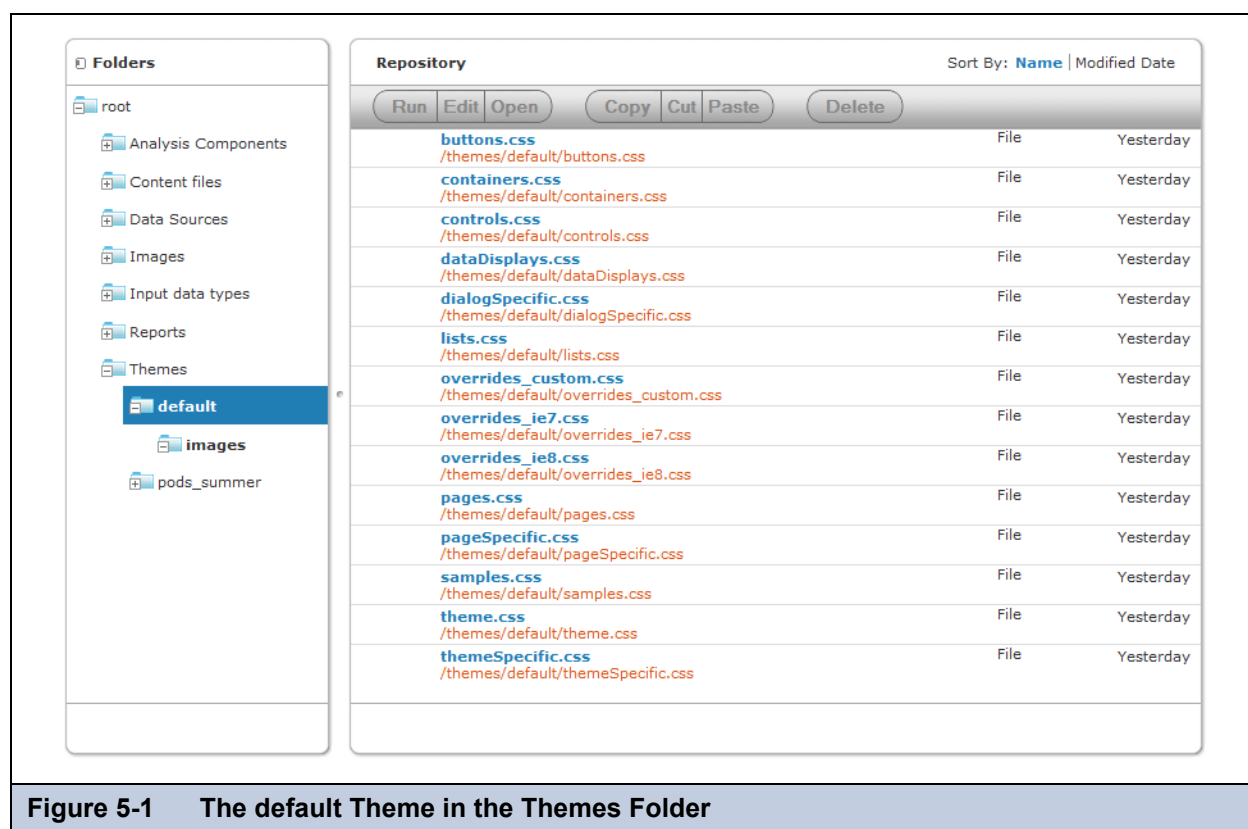 Folders
root
Analysis Components
Content files
Data Sources
Images
Input data types
Reports
Themes
default
images
pods_summer
Repository
Sort By: Name | Modified Date
Run Edit Open Copy Cut Paste Delete
buttons.css File Yesterday
/themes/default/buttons.css
containers.css File Yesterday
/themes/default/containers.css
controls.css File Yesterday
/themes/default/controls.css
dataDisplays.css File Yesterday
/themes/default/dataDisplays.css
dialogSpecific.css File Yesterday
/themes/default/dialogSpecific.css
lists.css File Yesterday
/themes/default/lists.css
overrides_custom.css File Yesterday
/themes/default/overrides_custom.css
overrides_ie7.css File Yesterday
/themes/default/overrides_ie7.css
overrides_ie8.css File Yesterday
/themes/default/overrides_ie8.css
pages.css File Yesterday
/themes/default/pages.css
pageSpecific.css File Yesterday
/themes/default/pageSpecific.css
samples.css File Yesterday
/themes/default/samples.css
theme.css File Yesterday
/themes/default/theme.css
themeSpecific.css File Yesterday
/themes/default/themeSpecific.css
Figure 5-1 The default Theme in the Themes Folder